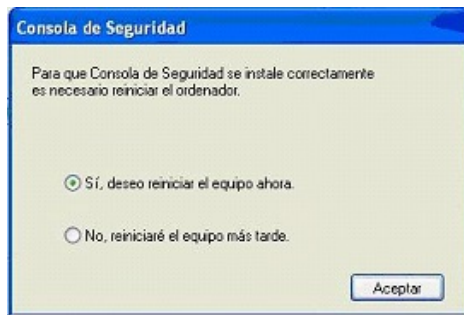 Consola de Seguridad
Para que Consola de Seguridad se instale correctamente
es necesario reiniciar el ordenador.
Sí, deseo reiniciar el equipo ahora.
No, reiniciaré el equipo más tarde.
Aceptar